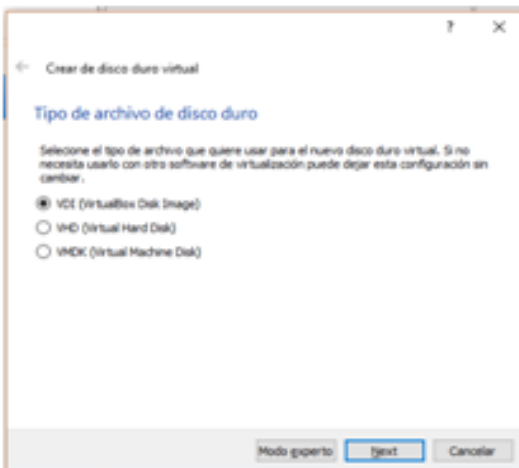 ?
Crear de disco duro virtual
Tipo de archivo de disco duro
Selecione el tipo de archivo que quiere usar para el nuevo disco duro virtual. Si no
necesita usarlo con otro software de virtualización puede dejar esta configuración sin
cambiar.
VDI (VirtualBox Disk Image)
VHD (Virtual Hard Disk)
VMDK (Virtual Machine Disk)
Modo experto Next Cancelar